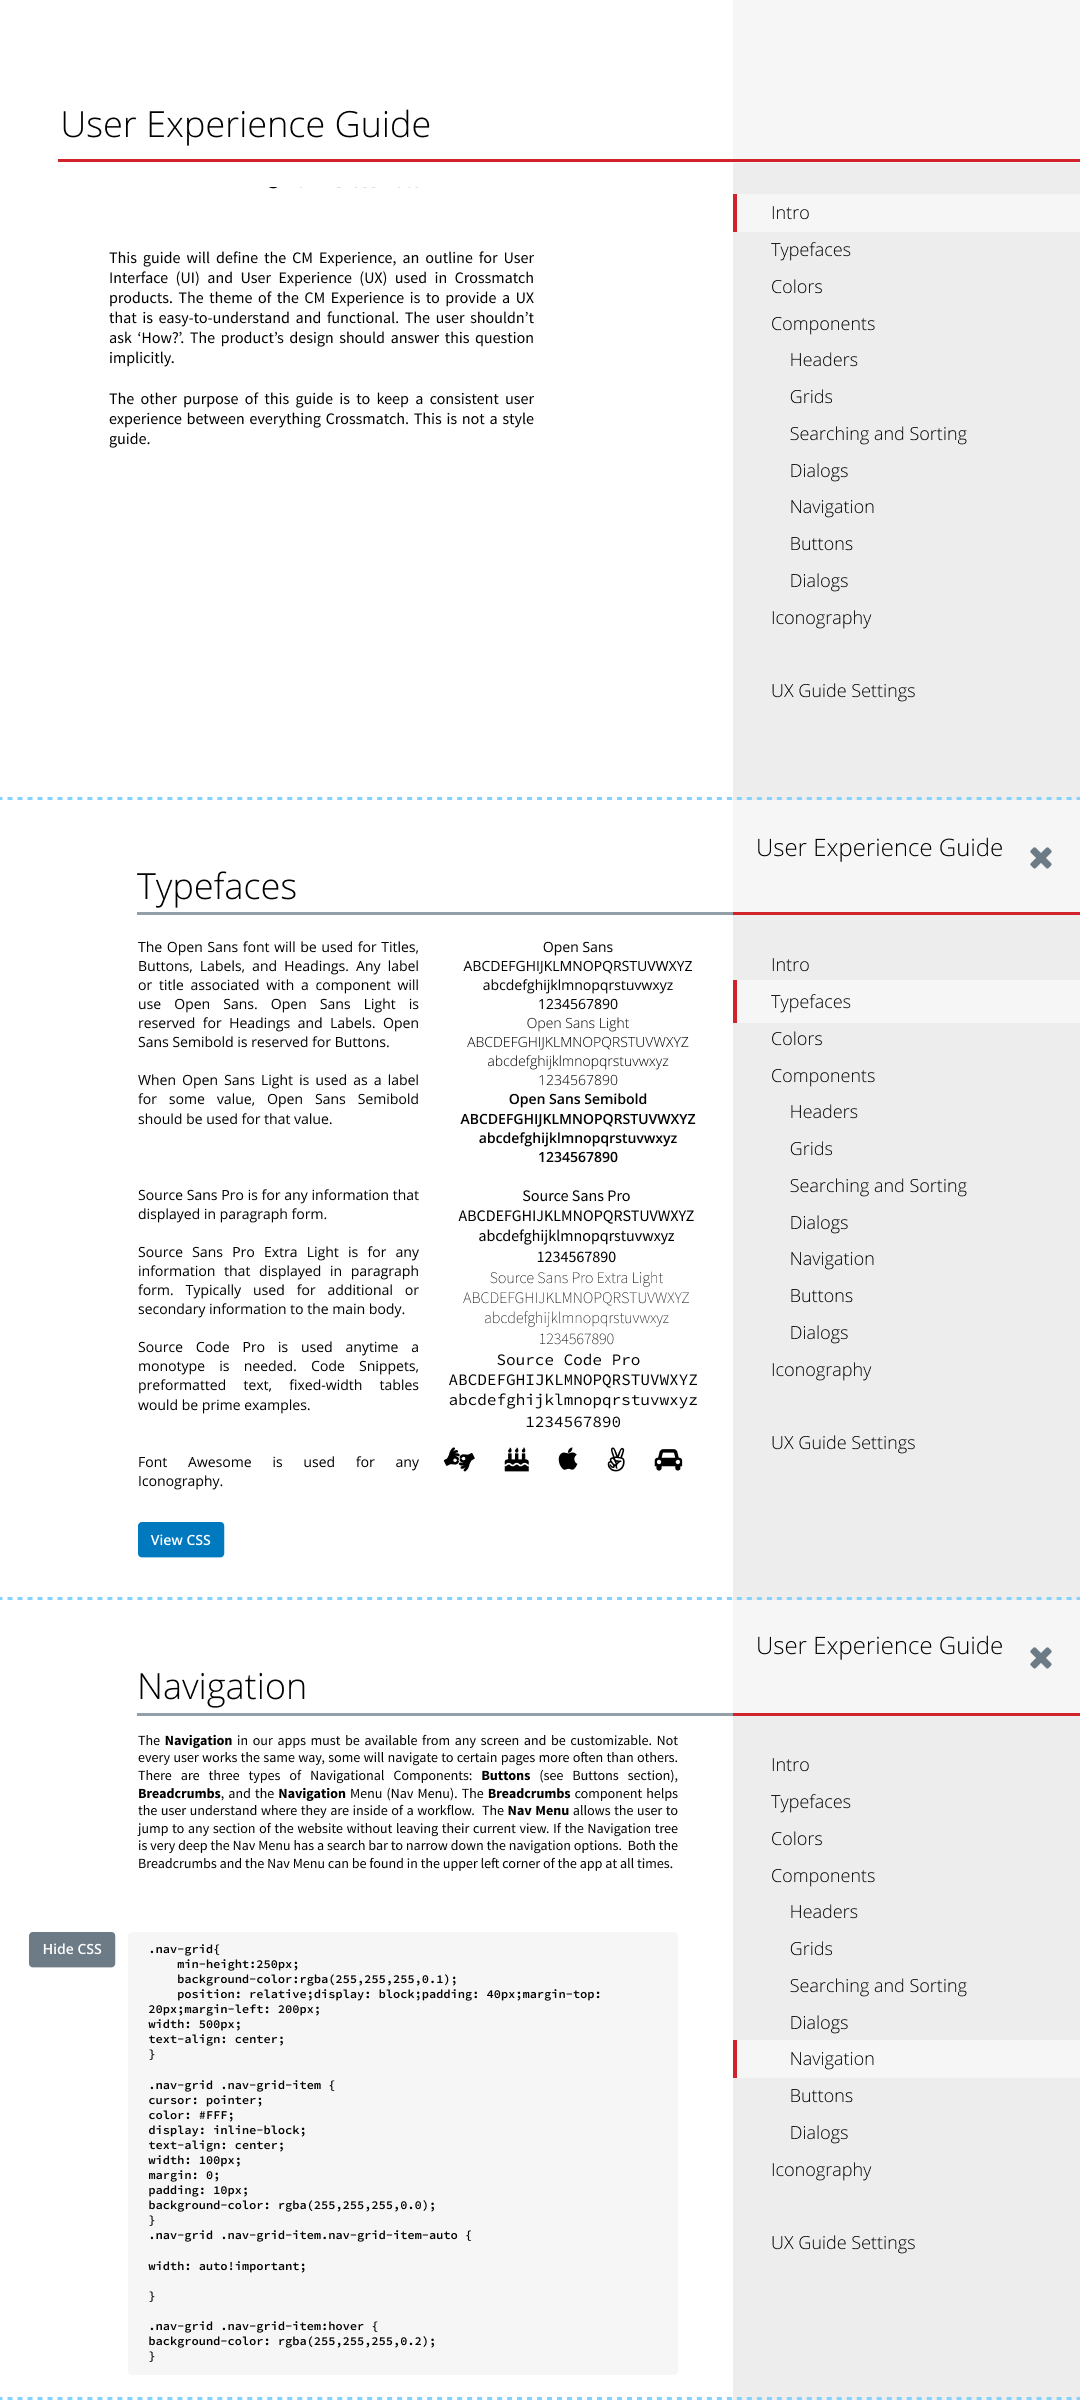 User Experience Guide
This guide will define the CM Experience, an outline for User
Interface (UI) and User Experience (UX) used in Crossmatch
products. The theme of the CM Experience is to provide a UX
that is easy-to-understand and functional. The user shouldn’t
ask ‘How?’. The product’s design should answer this question
implicitly.
The other purpose of this guide is to keep a consistent user
experience between everything Crossmatch. This is not a style
guide.
Intro
Typefaces
Colors
Components
Headers
Grids
Searching and Sorting
Dialogs
Navigation
Buttons
Dialogs
Iconography
UX Guide Settings
Typefaces
The Open Sans font will be used for Titles,
Buttons, Labels, and Headings. Any label
or title associated with a component will
use Open Sans. Open Sans Light is
reserved for Headings and Labels. Open
Sans Semibold is reserved for Buttons.
When Open Sans Light is used as a label
for some value, Open Sans Semibold
should be used for that value.
Source Sans Pro is for any information that
displayed in paragraph form.
Source Sans Pro Extra Light is for any
information that displayed in paragraph
form. Typically used for additional or
secondary information to the main body.
Source Code Pro is used anytime a
monotype is needed. Code Snippets,
preformatted text, fixed-width tables
would be prime examples.
Font Awesome is used for any
Iconography.
View CSS
Open Sans
ABCDEFGHIJKLMNOPQRSTUVWXYZ
abcdefghijklmnopqrstuvwxyz
1234567890
Open Sans Light
ABCDEFGHIJKLMNOPQRSTUVWXYZ
abcdefghijklmnopqrstuvwxyz
1234567890
Open Sans Semibold
ABCDEFGHIJKLMNOPQRSTUVWXYZ
abcdefghijklmnopqrstuvwxyz
1234567890
Source Sans Pro
ABCDEFGHIJKLMNOPQRSTUVWXYZ
abcdefghijklmnopqrstuvwxyz
1234567890
Source Sans Pro Extra Light
ABCDEFGHIJKLMNOPQRSTUVWXYZ
abcdefghijklmnopqrstuvwxyz
1234567890
Source Code Pro
ABCDEFGHIJKLMNOPQRSTUVWXYZ
abcdefghijklmnopqrstuvwxyz
1234567890
User Experience Guide
Intro
Typefaces
Colors
Components
Headers
Grids
Searching and Sorting
Dialogs
Navigation
Buttons
Dialogs
Iconography
UX Guide Settings
Navigation
The Navigation in our apps must be available from any screen and be customizable. Not
every user works the same way, some will navigate to certain pages more often than others.
There are three types of Navigational Components: Buttons (see Buttons section),
Breadcrumbs, and the Navigation Menu (Nav Menu). The Breadcrumbs component helps
the user understand where they are inside of a workflow. The Nav Menu allows the user to
jump to any section of the website without leaving their current view. If the Navigation tree
is very deep the Nav Menu has a search bar to narrow down the navigation options. Both the
Breadcrumbs and the Nav Menu can be found in the upper left corner of the app at all times.
Hide CSS
.nav-grid{
min-height:250px;
background-color:rgba(255,255,255,0.1);
position: relative;display: block;padding: 40px;margin-top:
20px;margin-left: 200px;
width: 500px;
text-align: center;
}
.nav-grid .nav-grid-item {
cursor: pointer;
color: #FFF;
display: inline-block;
text-align: center;
width: 100px;
margin: 0;
padding: 10px;
background-color: rgba(255,255,255,0.0);
}
.nav-grid .nav-grid-item.nav-grid-item-auto {
width: auto!important;
}
.nav-grid .nav-grid-item:hover {
background-color: rgba(255,255,255,0.2);
}
User Experience Guide
Intro
Typefaces
Colors
Components
Headers
Grids
Searching and Sorting
Dialogs
Navigation
Buttons
Dialogs
Iconography
UX Guide Settings